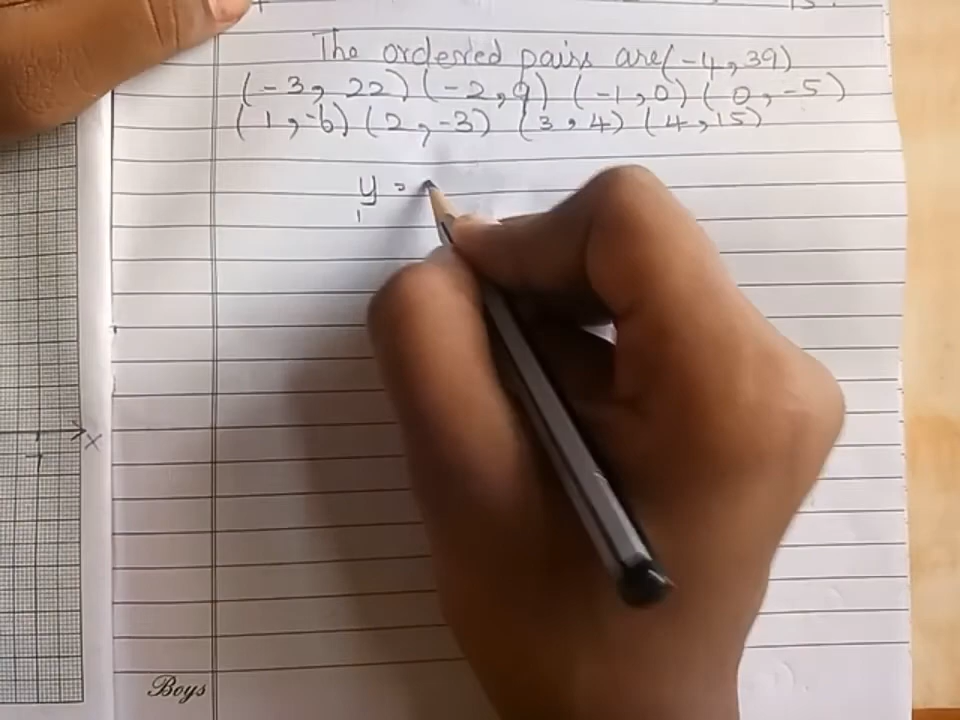 The ordered pairs are (-4, 39)
(-3, 22) (-2, 9) (-1, 0) (0, -5)
(1, -6) (2, -3) (3, 4) (4, 15)
y =
x
Boys